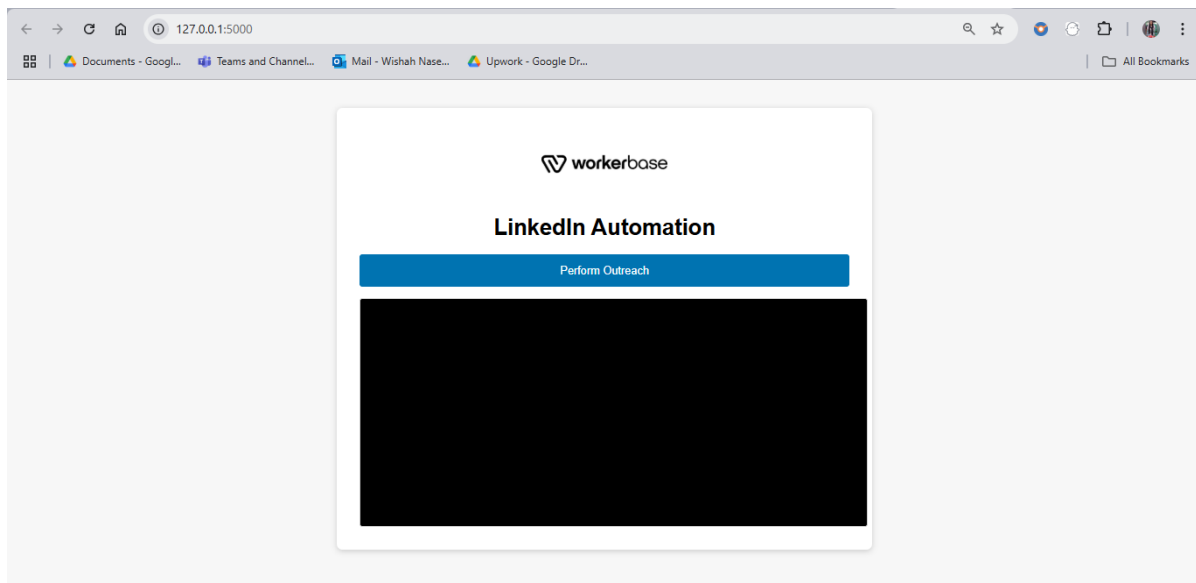 127.0.0.1:5000
Documents - Googl... Teams and Channel... Mail - Wishah Nase... Upwork - Google Dr... All Bookmarks
workerbase
LinkedIn Automation
Perform Outreach